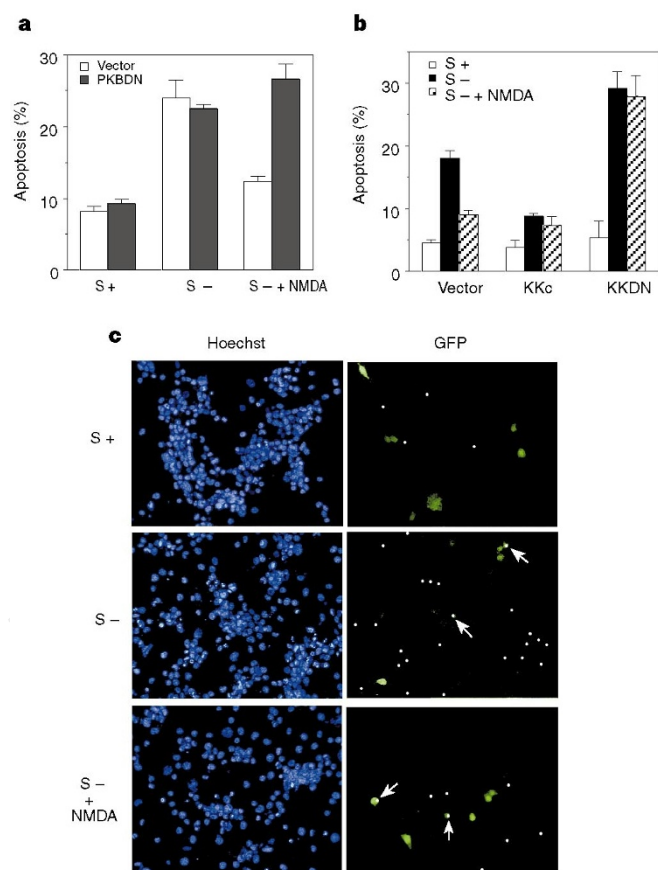 a
Vector
PKBDN
Apoptosis (%)
30
20
10
0
S + S – S – + NMDA
b
S +
S –
S – + NMDA
Apoptosis (%)
30
20
10
0
Vector KKc KKDN
c
Hoechst GFP
S +
S –
S –
+
NMDA